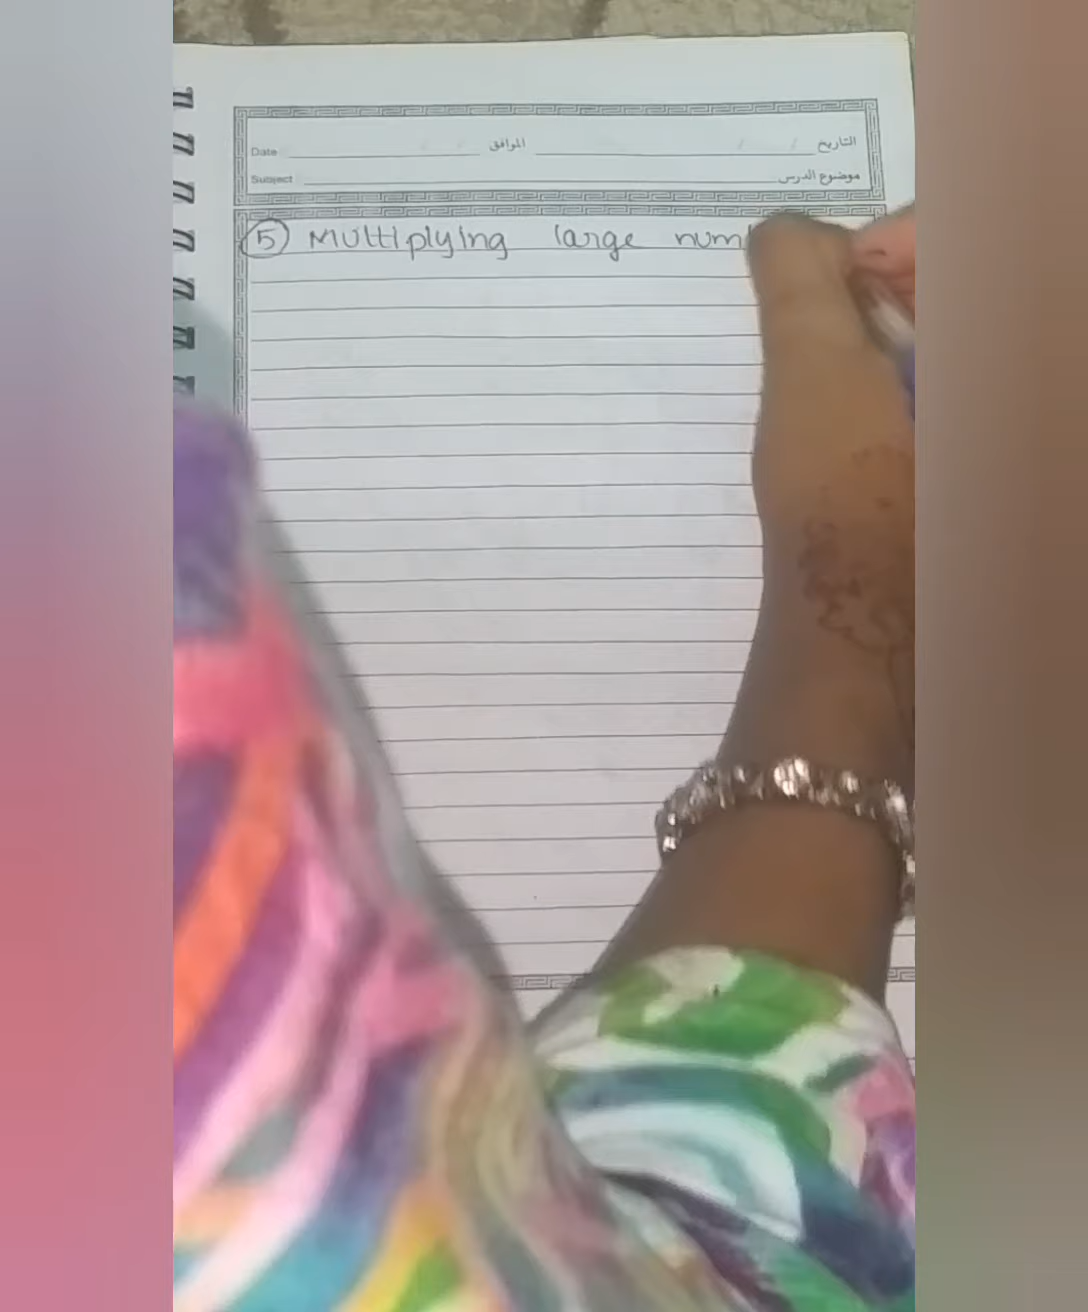 Date الموافق / / التاريخ / /
Subject موضوع الدرس
5 Multiplying large num